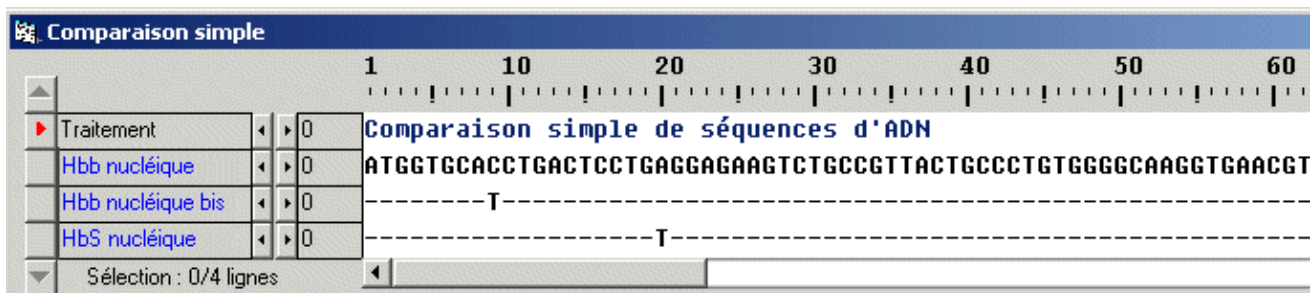 Comparaison simple
1 10 20 30 40 50 60
Traitement 0 Comparaison simple de séquences d'ADN
Hbb nucléique 0 ATGGTGCACCTGACTCCTGAGGAGAAGTCTGCCGTTACTGCCCTGTGGGGCAAGGTGAACGT
Hbb nucléique bis 0 --------T-----------------------------------------------------
HbS nucléique 0 -------------------T------------------------------------------
Sélection : 0/4 lignes